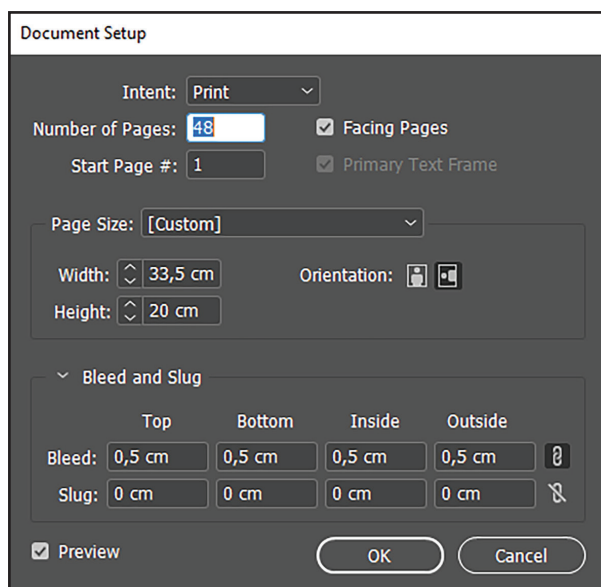 Document Setup
Intent: Print
Number of Pages: 48 Facing Pages
Start Page #: 1 Primary Text Frame
Page Size: [Custom]
Width: 33,5 cm Orientation:
Height: 20 cm
Bleed and Slug
Top Bottom Inside Outside
Bleed: 0,5 cm 0,5 cm 0,5 cm 0,5 cm
Slug: 0 cm 0 cm 0 cm 0 cm
Preview OK Cancel